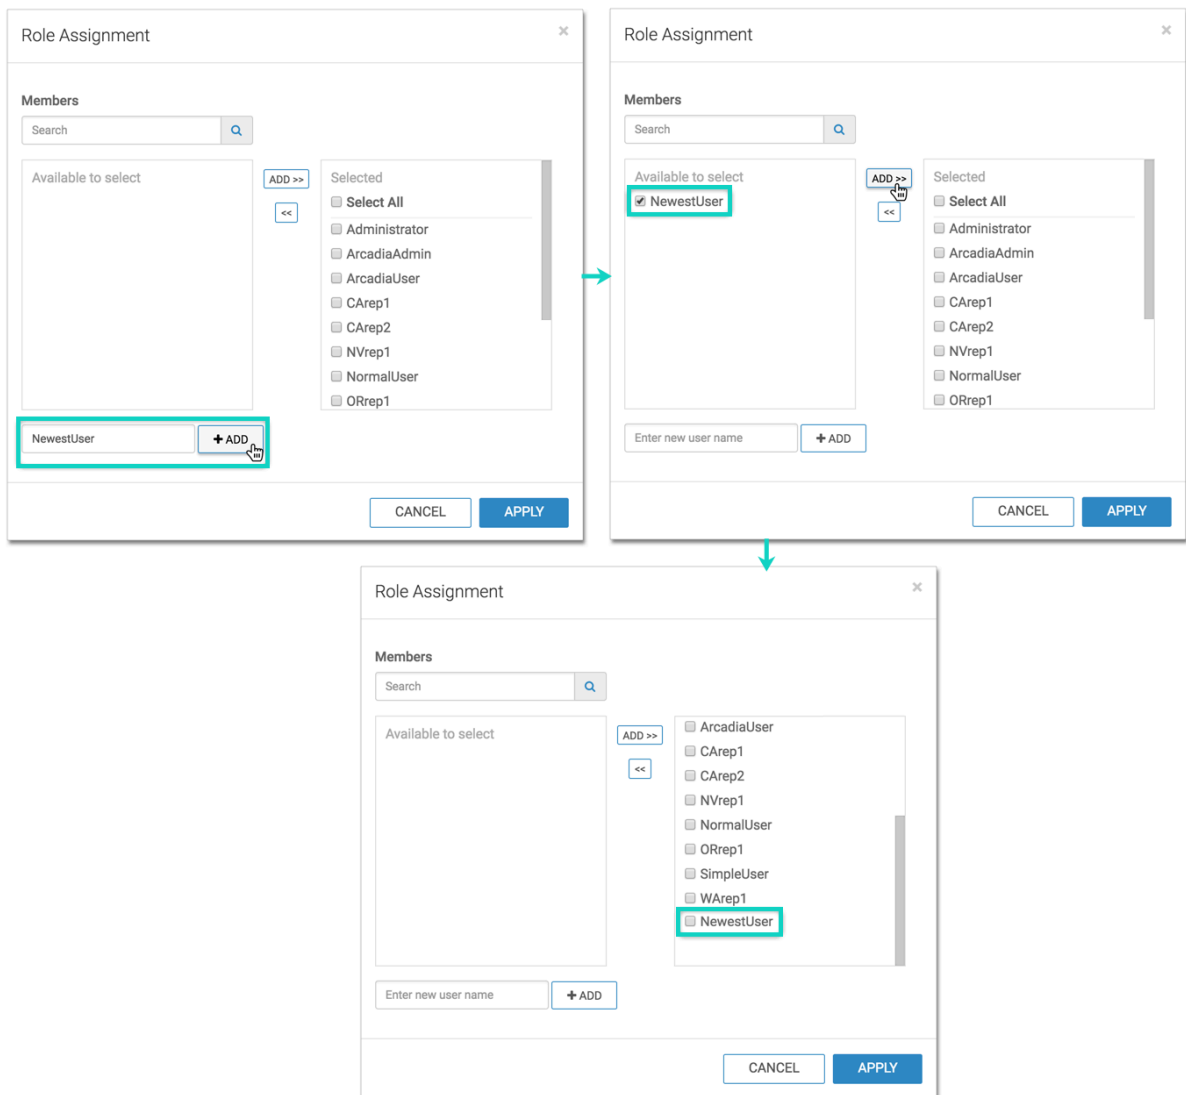 Role Assignment
×
Members
Search
Available to select
ADD >>
<<
Selected
Select All
Administrator
ArcadiaAdmin
ArcadiaUser
CArep1
CArep2
NVrep1
NormalUser
ORrep1
NewestUser
+ ADD
CANCEL
APPLY
Role Assignment
×
Members
Search
Available to select
NewestUser
ADD >>
<<
Selected
Select All
Administrator
ArcadiaAdmin
ArcadiaUser
CArep1
CArep2
NVrep1
NormalUser
ORrep1
Enter new user name
+ ADD
CANCEL
APPLY
Role Assignment
×
Members
Search
Available to select
ADD >>
<<
ArcadiaUser
CArep1
CArep2
NVrep1
NormalUser
ORrep1
SimpleUser
WArep1
NewestUser
Enter new user name
+ ADD
CANCEL
APPLY